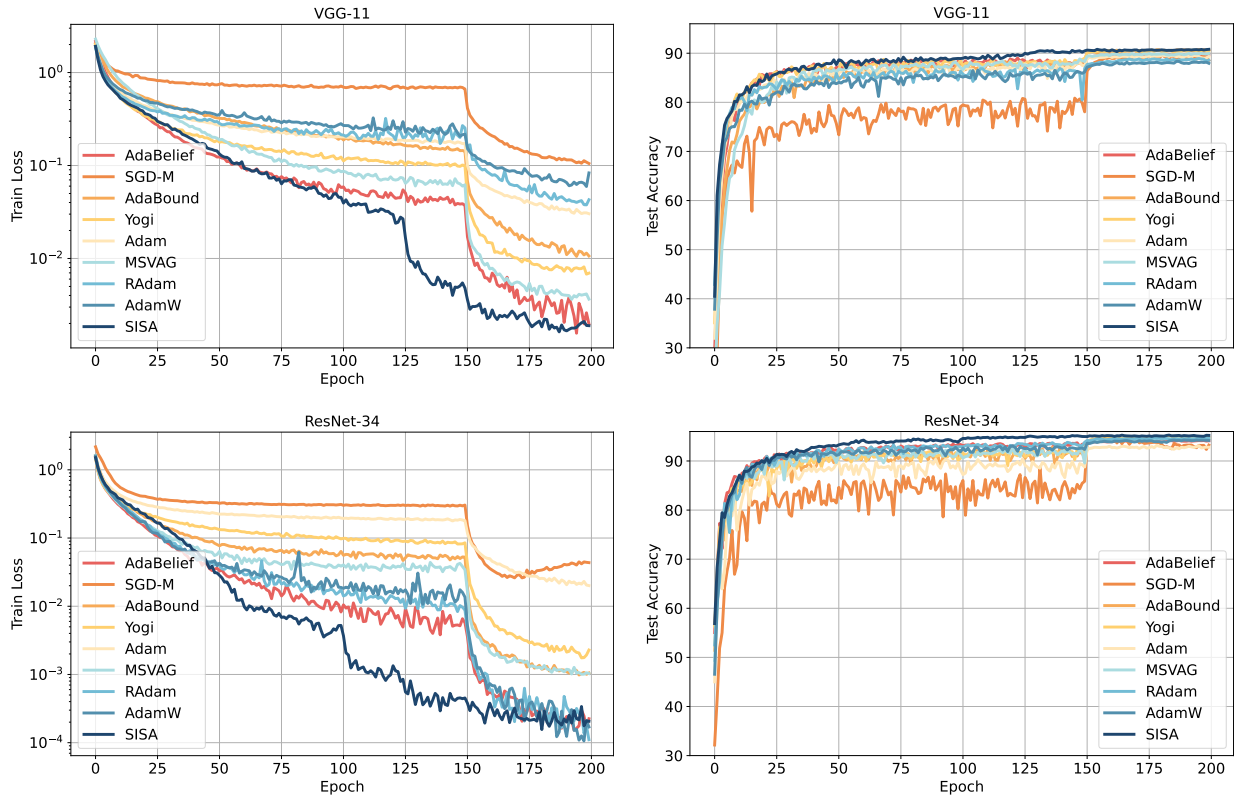 VGG-11
Train Loss
10⁰
10⁻¹
10⁻²
0 25 50 75 100 125 150 175 200
Epoch
AdaBelief
SGD-M
AdaBound
Yogi
Adam
MSVAG
RAdam
AdamW
SISA
VGG-11
Test Accuracy
90
80
70
60
50
40
30
0 25 50 75 100 125 150 175 200
Epoch
AdaBelief
SGD-M
AdaBound
Yogi
Adam
MSVAG
RAdam
AdamW
SISA
ResNet-34
Train Loss
10⁰
10⁻¹
10⁻²
10⁻³
10⁻⁴
0 25 50 75 100 125 150 175 200
Epoch
AdaBelief
SGD-M
AdaBound
Yogi
Adam
MSVAG
RAdam
AdamW
SISA
ResNet-34
Test Accuracy
90
80
70
60
50
40
30
0 25 50 75 100 125 150 175 200
Epoch
AdaBelief
SGD-M
AdaBound
Yogi
Adam
MSVAG
RAdam
AdamW
SISA